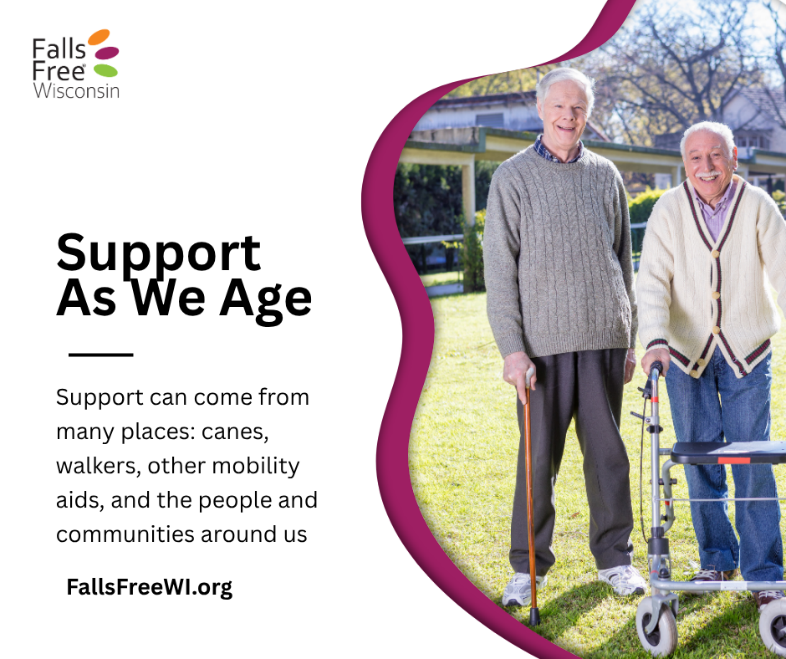 Falls
Free®
Wisconsin
Support
As We Age
Support can come from
many places: canes,
walkers, other mobility
aids, and the people and
communities around us
FallsFreeWI.org